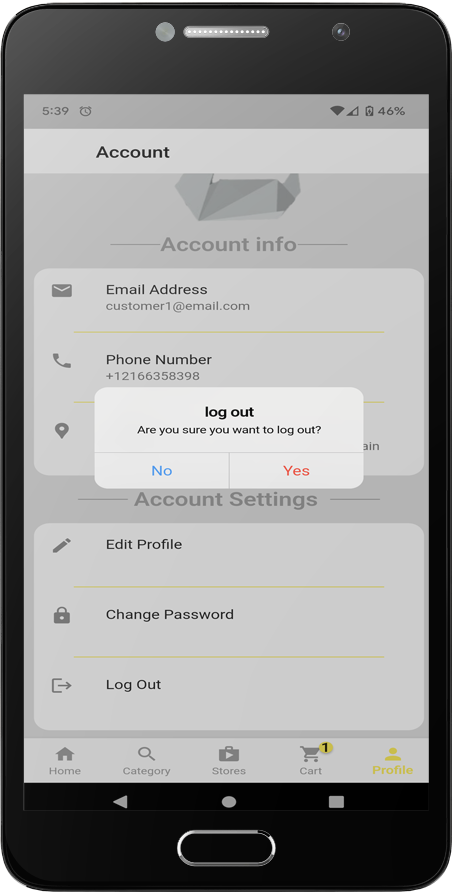 5:39
46%
Account
Account info
Email Address
customer1@email.com
Phone Number
+12166358398
log out
Are you sure you want to log out?
No
Yes
Account Settings
Edit Profile
Change Password
Log Out
1
Home
Category
Stores
Cart
Profile